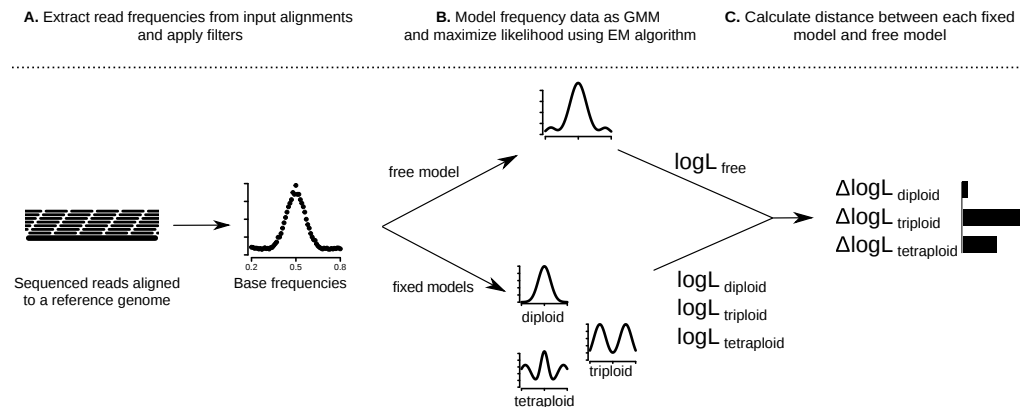 A. Extract read frequencies from input alignments
and apply filters
B. Model frequency data as GMM
and maximize likelihood using EM algorithm
C. Calculate distance between each fixed
model and free model
Sequenced reads aligned
to a reference genome
0.2 0.5 0.8
Base frequencies
free model
fixed models
diploid
triploid
tetraploid
logL free
logL diploid
logL triploid
logL tetraploid
ΔlogL diploid
ΔlogL triploid
ΔlogL tetraploid